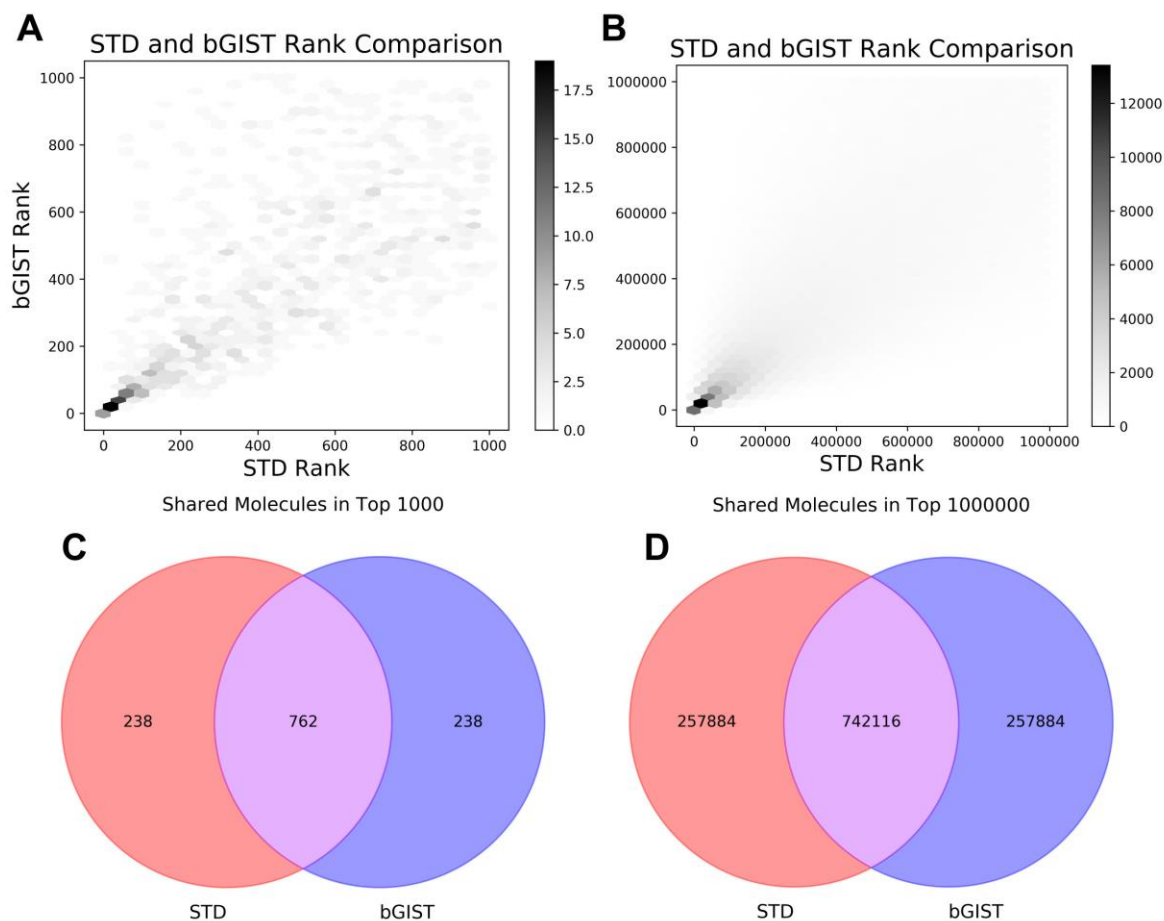 A
STD and bGIST Rank Comparison
1000
800
600
400
200
0
bGIST Rank
0 200 400 600 800 1000
STD Rank
17.5
15.0
12.5
10.0
7.5
5.0
2.5
0.0
B
STD and bGIST Rank Comparison
1000000
800000
600000
400000
200000
0
0 200000 400000 600000 800000 1000000
STD Rank
12000
10000
8000
6000
4000
2000
0
Shared Molecules in Top 1000
C
238 762 238
STD bGIST
Shared Molecules in Top 1000000
D
257884 742116 257884
STD bGIST